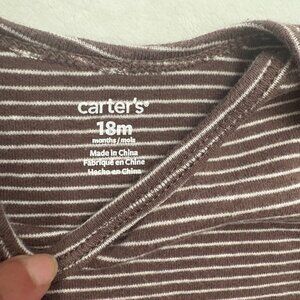 carter's®
18m
months / mois
Made in China
Fabriqué en Chine
Hecho en China